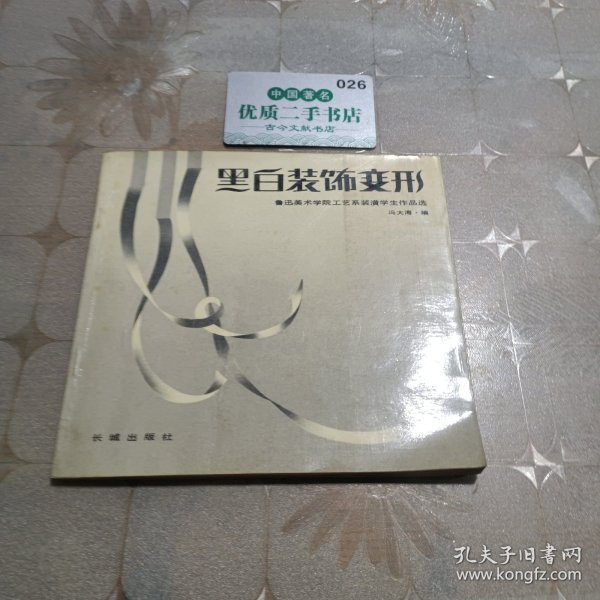 026
中国著名
优质二手书店
古今文献书店
黑白装饰变形
鲁迅美术学院工艺系装潢学生作品选
冯大海·编
长城出版社
孔夫子旧书网
www.kongfz.com